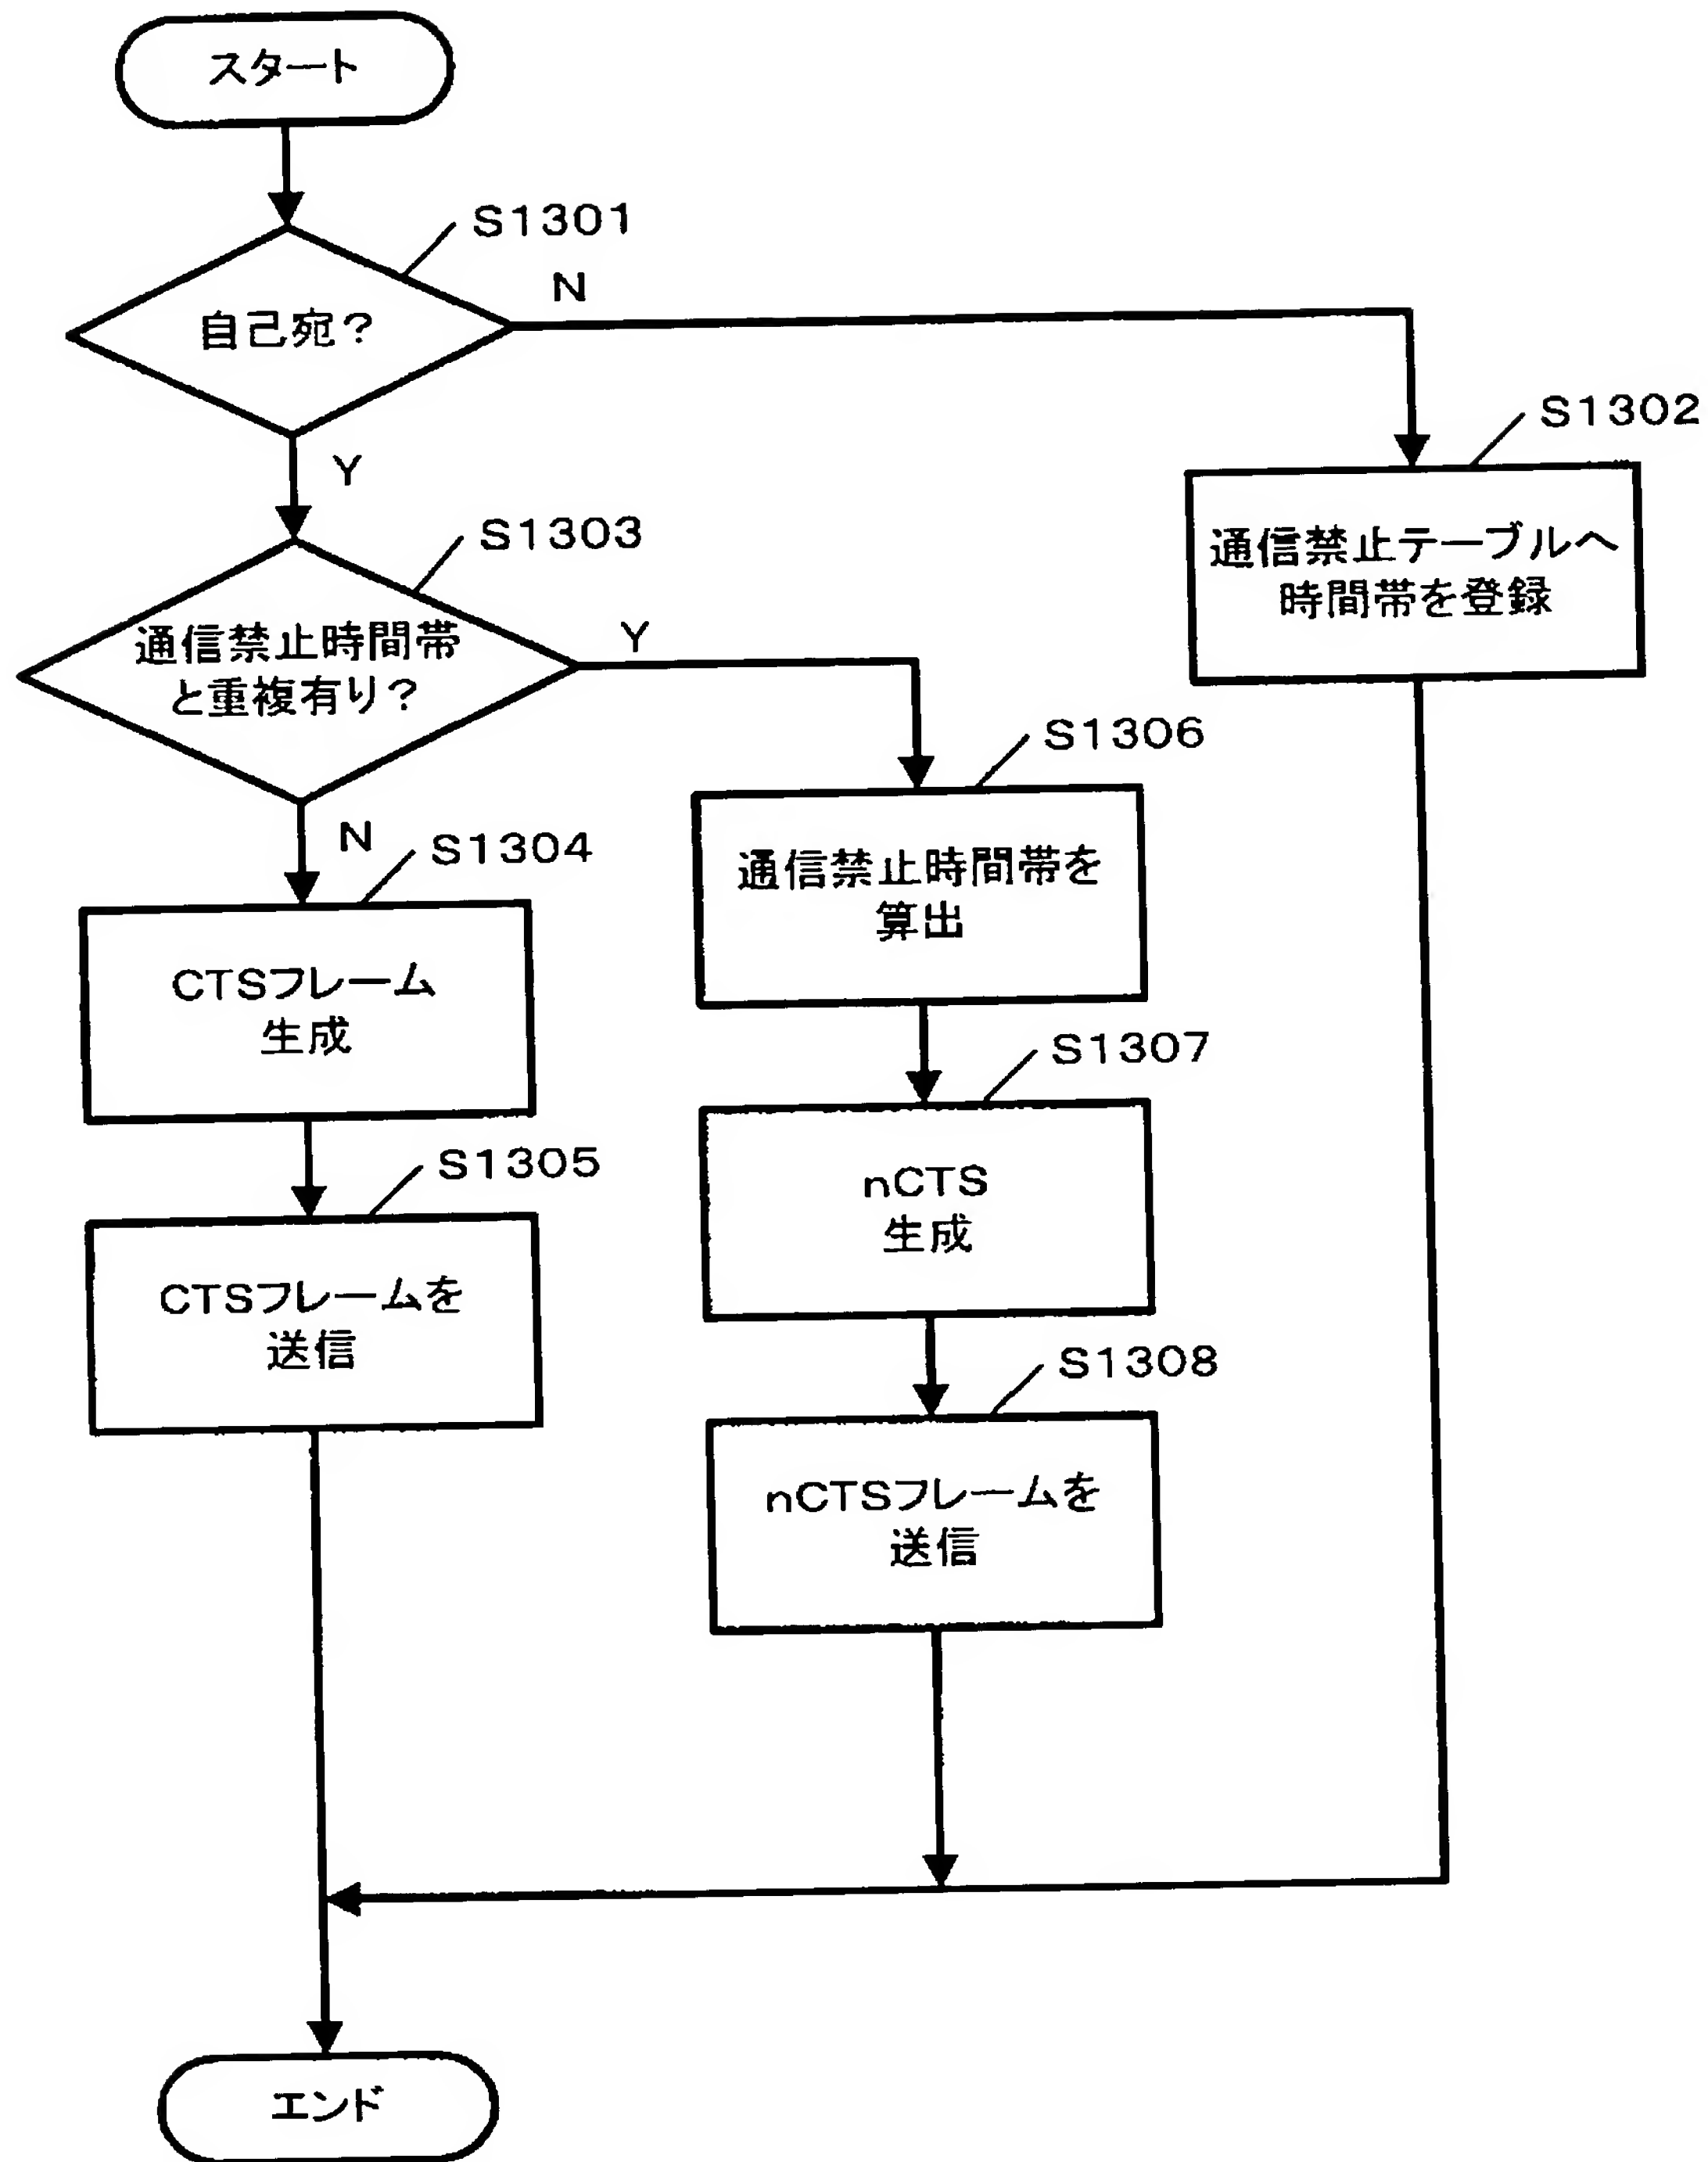 スタート
S1301
自己宛？
N
Y
S1302
通信禁止テーブルへ
時間帯を登録
S1303
通信禁止時間帯
と重複有り？
Y
N
S1304
CTSフレーム
生成
S1305
CTSフレームを
送信
S1306
通信禁止時間帯を
算出
S1307
nCTS
生成
S1308
nCTSフレームを
送信
エンド